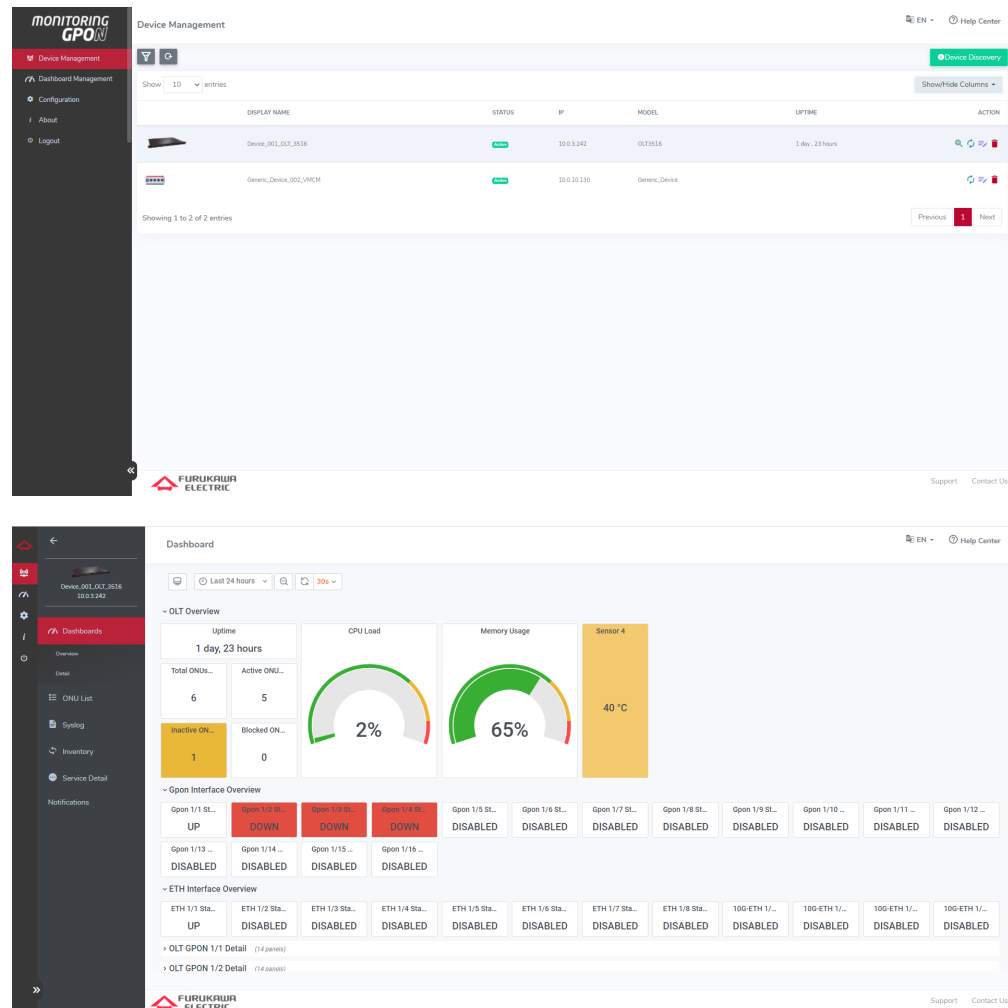 MONITORING
GPON
Device Management
EN
Help Center
Device Management
Dashboard Management
Configuration
About
Logout
Device Discovery
Show 10 entries
Show/Hide Columns
DISPLAY NAME STATUS IP MODEL UPTIME ACTION
Device_001_OLT_3516 Active 10.0.3.242 OLT3516 1 day , 23 hours
Generic_Device_002_VMCM Active 10.0.10.130 Generic_Device
Showing 1 to 2 of 2 entries
Previous 1 Next
FURUKAWA
ELECTRIC
Support Contact Us
Dashboard
EN
Help Center
Device_001_OLT_3516
10.0.3.242
Dashboards
Overview
Detail
ONU List
Syslog
Inventory
Service Detail
Notifications
Last 24 hours
30s
OLT Overview
Uptime
1 day, 23 hours
CPU Load
2%
Memory Usage
65%
Sensor 4
40 °C
Total ONUs... Active ONU...
6 5
Inactive ON... Blocked ON...
1 0
Gpon Interface Overview
Gpon 1/1 St... Gpon 1/2 St... Gpon 1/3 St... Gpon 1/4 St... Gpon 1/5 St... Gpon 1/6 St... Gpon 1/7 St... Gpon 1/8 St... Gpon 1/9 St... Gpon 1/10 ... Gpon 1/11 ... Gpon 1/12 ...
UP DOWN DOWN DOWN DISABLED DISABLED DISABLED DISABLED DISABLED DISABLED DISABLED DISABLED
Gpon 1/13 ... Gpon 1/14 ... Gpon 1/15 ... Gpon 1/16 ...
DISABLED DISABLED DISABLED DISABLED
ETH Interface Overview
ETH 1/1 Sta... ETH 1/2 Sta... ETH 1/3 Sta... ETH 1/4 Sta... ETH 1/5 Sta... ETH 1/6 Sta... ETH 1/7 Sta... ETH 1/8 Sta... 10G-ETH 1/... 10G-ETH 1/... 10G-ETH 1/... 10G-ETH 1/...
UP DISABLED DISABLED DISABLED DISABLED DISABLED DISABLED DISABLED DISABLED DISABLED DISABLED DISABLED
OLT GPON 1/1 Detail (14 panels)
OLT GPON 1/2 Detail (14 panels)
FURUKAWA
ELECTRIC
Support Contact Us